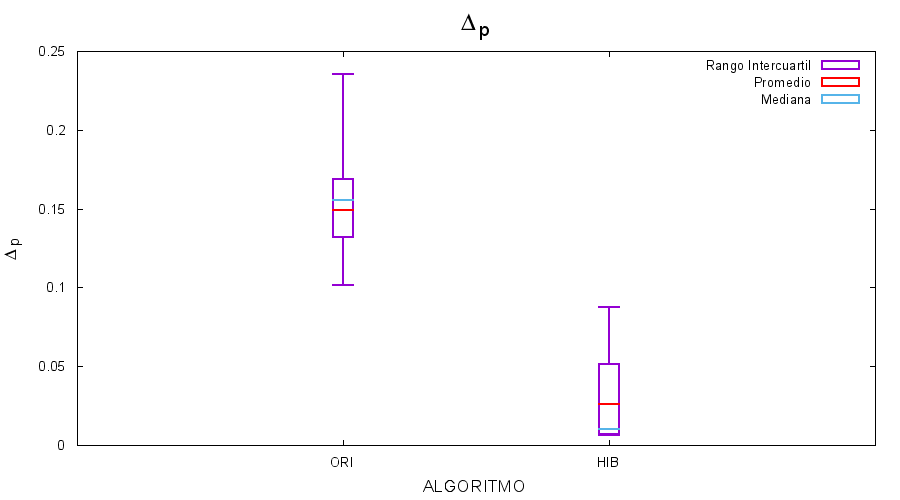 Δp
0.25
0.2
0.15
0.1
0.05
0
Δp
Rango Intercuartil
Promedio
Mediana
ORI
HIB
ALGORITMO